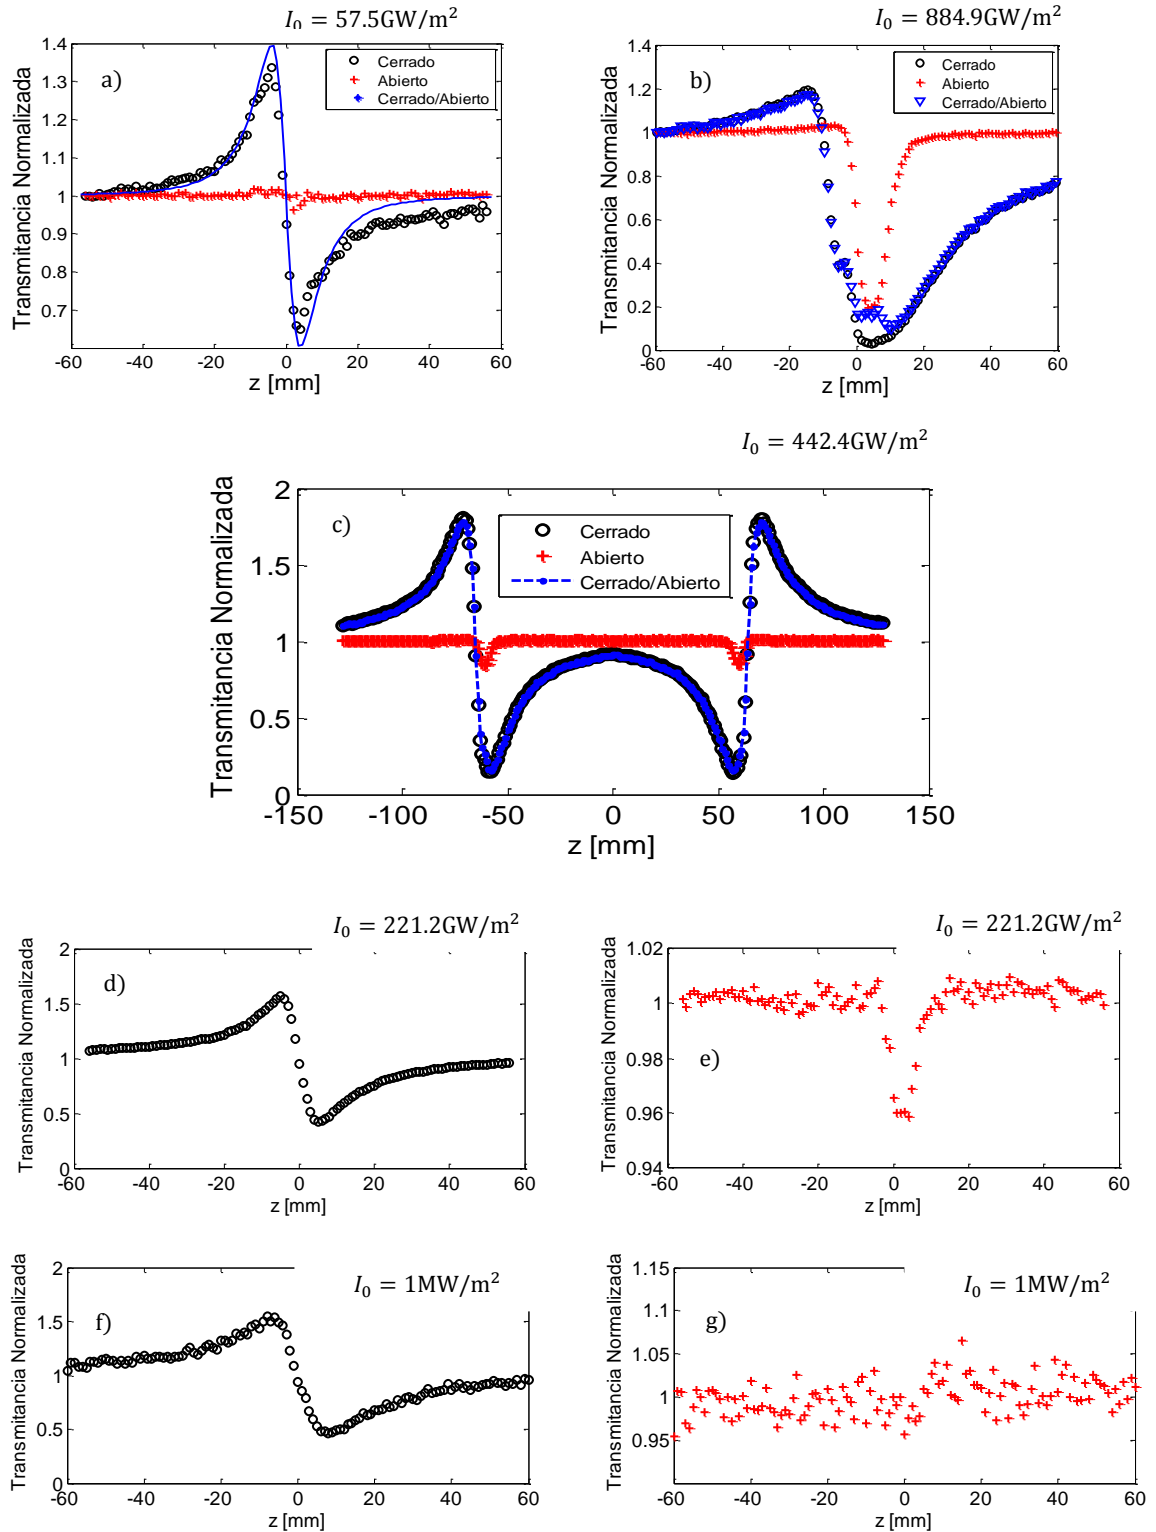 I₀ = 57.5GW/m²
a)
Cerrado
Abierto
Cerrado/Abierto
Transmitancia Normalizada
1.4
1.3
1.2
1.1
1
0.9
0.8
0.7
-60 -40 -20 0 20 40 60
z [mm]
I₀ = 884.9GW/m²
b)
Cerrado
Abierto
Cerrado/Abierto
Transmitancia Normalizada
1.4
1.2
1
0.8
0.6
0.4
0.2
0
-60 -40 -20 0 20 40 60
z [mm]
I₀ = 442.4GW/m²
c)
Cerrado
Abierto
Cerrado/Abierto
Transmitancia Normalizada
2
1.5
1
0.5
0
-150 -100 -50 0 50 100 150
z [mm]
I₀ = 221.2GW/m²
d)
Transmitancia Normalizada
2
1.5
1
0.5
0
-60 -40 -20 0 20 40 60
z [mm]
I₀ = 221.2GW/m²
e)
Transmitancia Normalizada
1.02
1
0.98
0.96
0.94
-60 -40 -20 0 20 40 60
z [mm]
I₀ = 1MW/m²
f)
Transmitancia Normalizada
2
1.5
1
0.5
0
-60 -40 -20 0 20 40 60
z [mm]
I₀ = 1MW/m²
g)
Transmitancia Normalizada
1.15
1.1
1.05
1
0.95
0.9
-60 -40 -20 0 20 40 60
z [mm]